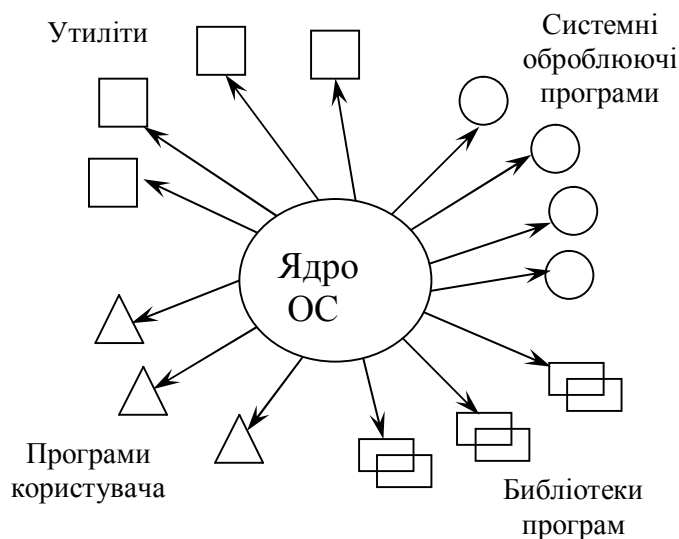 Утиліти
Системні
оброблюючі
програми
Ядро
ОС
Програми
користувача
Библіотеки
програм